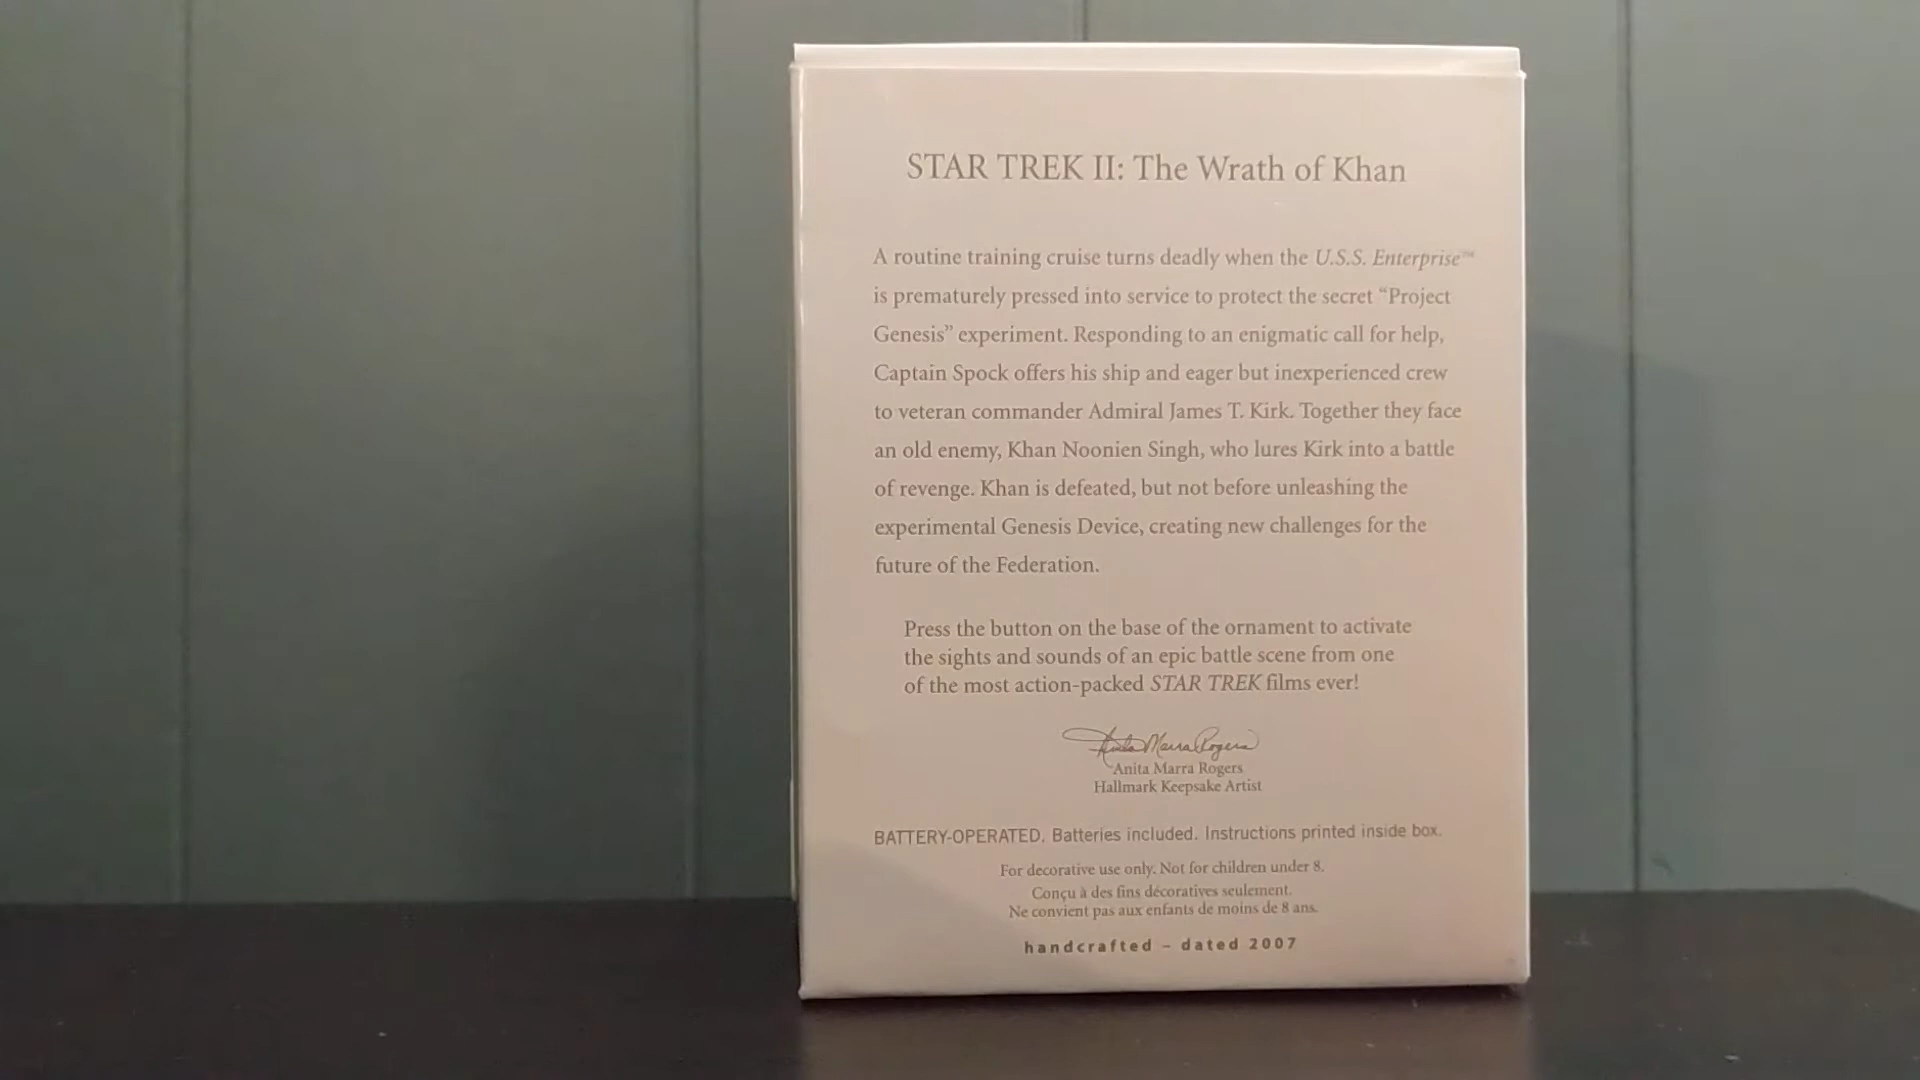 STAR TREK II: The Wrath of Khan
A routine training cruise turns deadly when the U.S.S. Enterprise™
is prematurely pressed into service to protect the secret “Project
Genesis” experiment. Responding to an enigmatic call for help,
Captain Spock offers his ship and eager but inexperienced crew
to veteran commander Admiral James T. Kirk. Together they face
an old enemy, Khan Noonien Singh, who lures Kirk into a battle
of revenge. Khan is defeated, but not before unleashing the
experimental Genesis Device, creating new challenges for the
future of the Federation.
Press the button on the base of the ornament to activate
the sights and sounds of an epic battle scene from one
of the most action-packed STAR TREK films ever!
Anita Marra Rogers
Anita Marra Rogers
Hallmark Keepsake Artist
BATTERY-OPERATED. Batteries included. Instructions printed inside box.
For decorative use only. Not for children under 8.
Conçu à des fins décoratives seulement.
Ne convient pas aux enfants de moins de 8 ans.
handcrafted – dated 2007